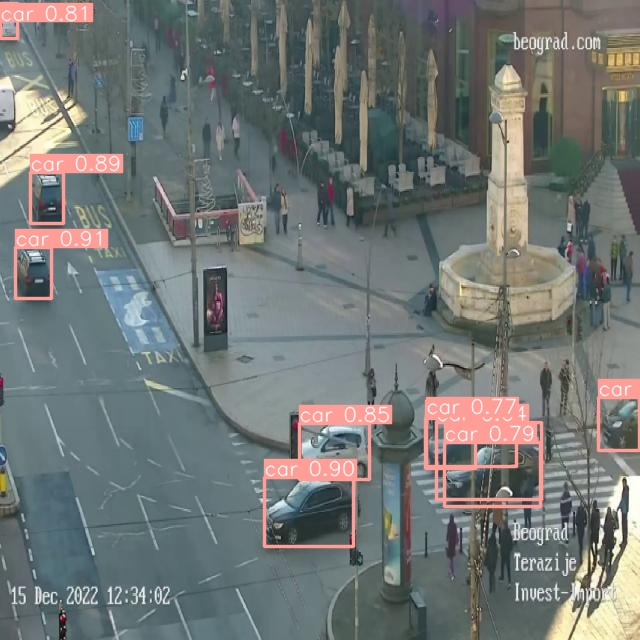 car 0.81
beograd.com
BUS
BUS
car 0.89
BUS
TAXI
car 0.91
TAXI
car 0.85
car 0.77
car 0.79
car
car 0.90
Beograd
Terazije
Invest-Import
15 Dec,2022 12:34:02